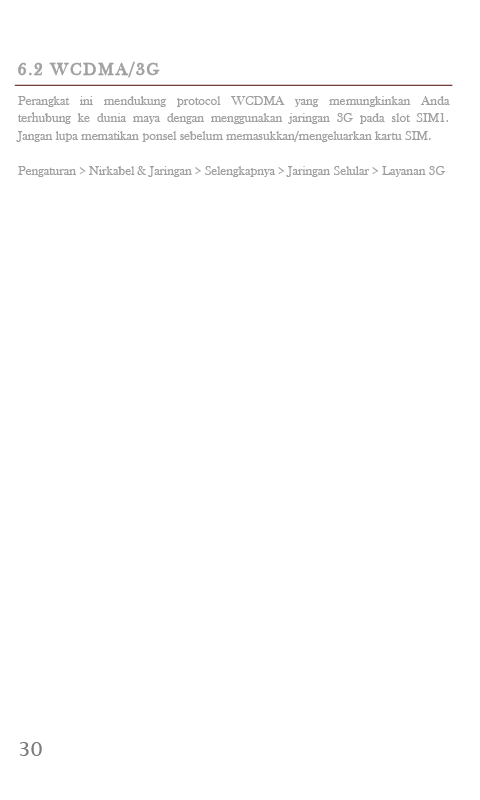 6.2 WCDMA/3G
Perangkat ini mendukung protocol WCDMA yang memungkinkan Anda
terhubung ke dunia maya dengan menggunakan jaringan 3G pada slot SIM1.
Jangan lupa mematikan ponsel sebelum memasukkan/mengeluarkan kartu SIM.
Pengaturan > Nirkabel & Jaringan > Selengkapnya > Jaringan Selular > Layanan 3G
30